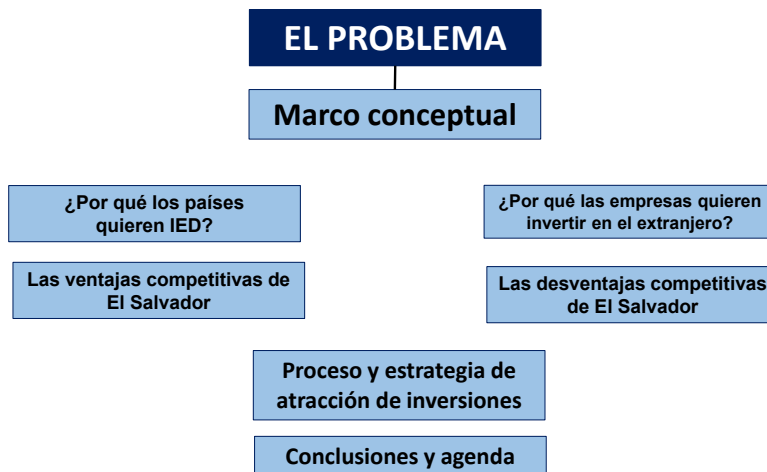 EL PROBLEMA
Marco conceptual
¿Por qué los países
quieren IED?
¿Por qué las empresas quieren
invertir en el extranjero?
Las ventajas competitivas de
El Salvador
Las desventajas competitivas
de El Salvador
Proceso y estrategia de
atracción de inversiones
Conclusiones y agenda